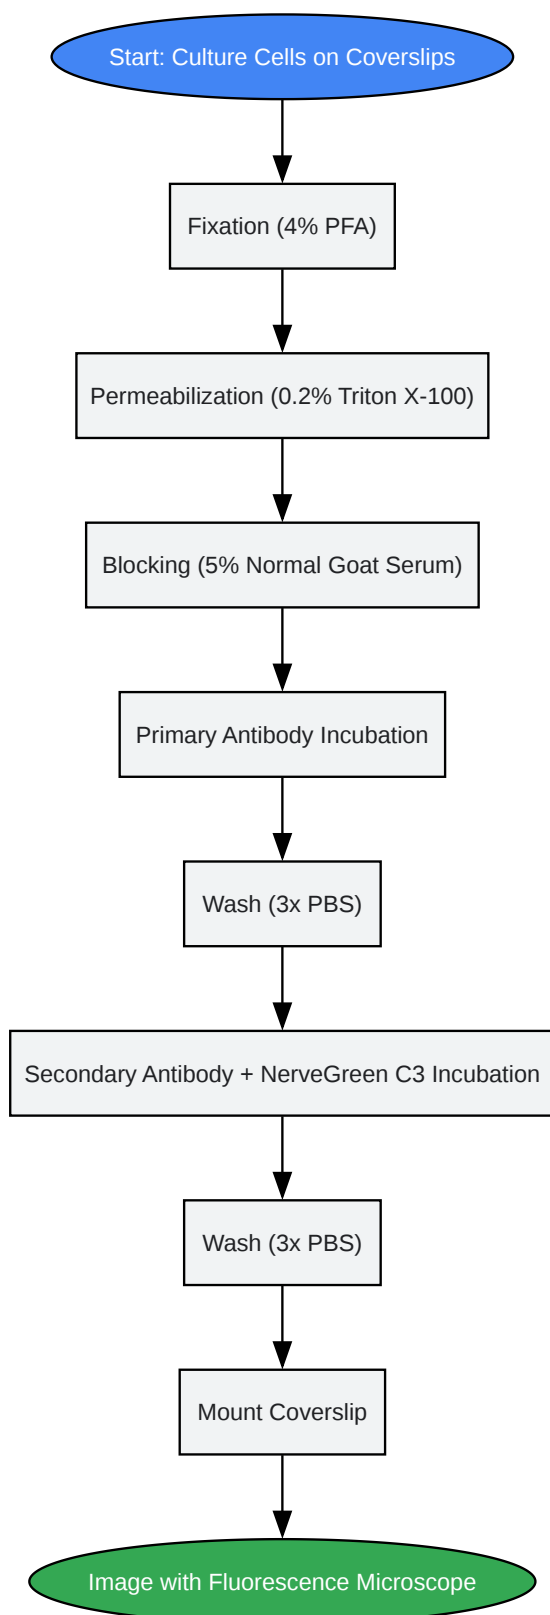 Start: Culture Cells on Coverslips
Fixation (4% PFA)
Permeabilization (0.2% Triton X-100)
Blocking (5% Normal Goat Serum)
Primary Antibody Incubation
Wash (3x PBS)
Secondary Antibody + NerveGreen C3 Incubation
Wash (3x PBS)
Mount Coverslip
Image with Fluorescence Microscope